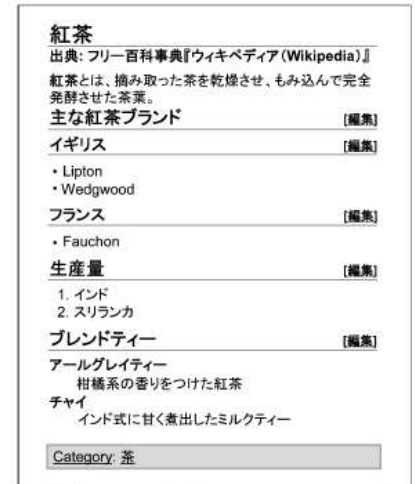 紅茶
出典: フリー百科事典『ウィキペディア（Wikipedia）』
紅茶とは、摘み取った茶を乾燥させ、もみ込んで完全
発酵させた茶葉。
主な紅茶ブランド [編集]
イギリス [編集]
・Lipton
・Wedgwood
フランス [編集]
・Fauchon
生産量 [編集]
1. インド
2. スリランカ
ブレンドティー [編集]
アールグレイティー
柑橘系の香りをつけた紅茶
チャイ
インド式に甘く煮出したミルクティー
Category: 茶